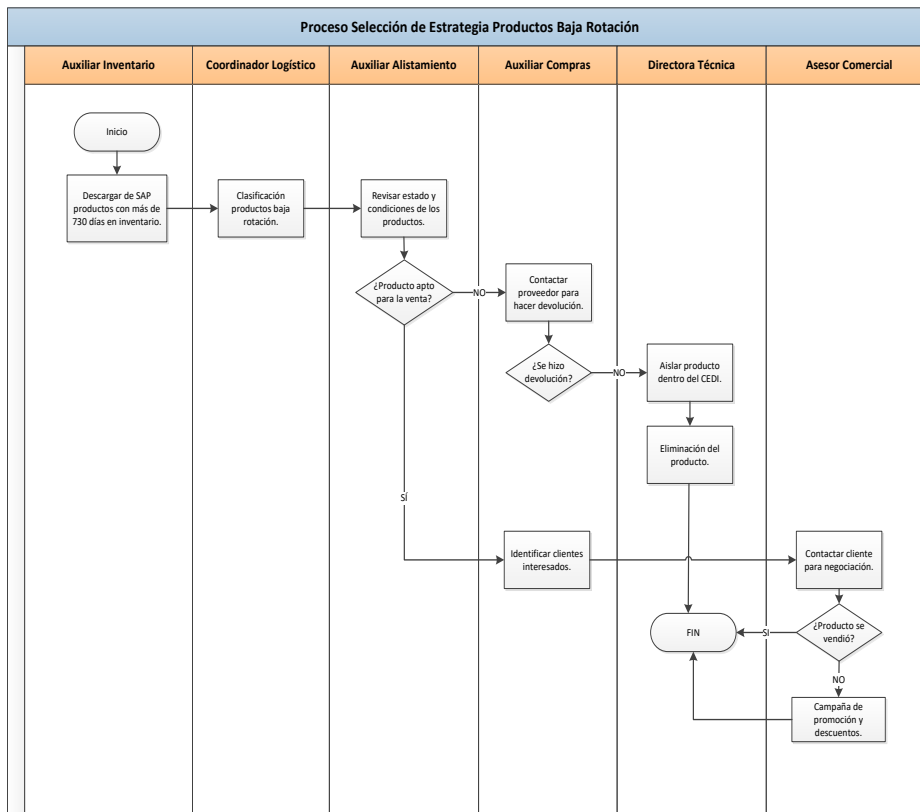 Proceso Selección de Estrategia Productos Baja Rotación
Auxiliar Inventario
Coordinador Logístico
Auxiliar Alistamiento
Auxiliar Compras
Directora Técnica
Asesor Comercial
Inicio
Descargar de SAP
productos con más de
730 días en inventario.
Clasificación
productos baja
rotación.
Revisar estado y
condiciones de los
productos.
¿Producto apto
para la venta?
NO
Contactar
proveedor para
hacer devolución.
¿Se hizo
devolución?
NO
Aislar producto
dentro del CEDI.
Eliminación del
producto.
SÍ
Identificar clientes
interesados.
Contactar cliente
para negociación.
¿Producto se
vendió?
SI
FIN
NO
Campaña de
promoción y
descuentos.